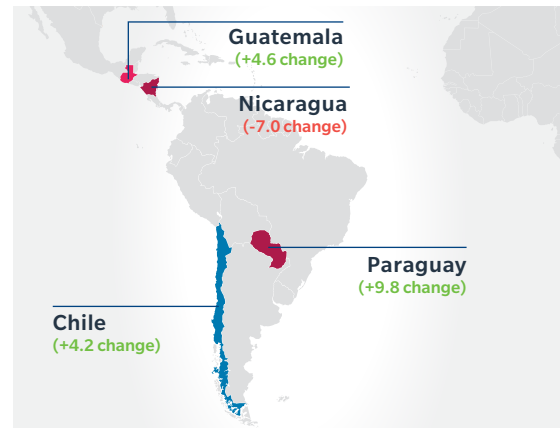 Guatemala
(+4.6 change)
Nicaragua
(-7.0 change)
Paraguay
(+9.8 change)
Chile
(+4.2 change)